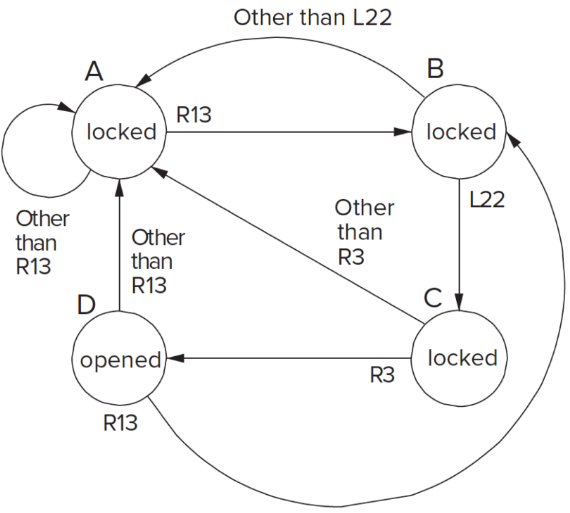 Other than L22
A
B
locked
R13
locked
Other
than
R13
Other
than
R13
Other
than
R3
L22
D
C
opened
R3
locked
R13